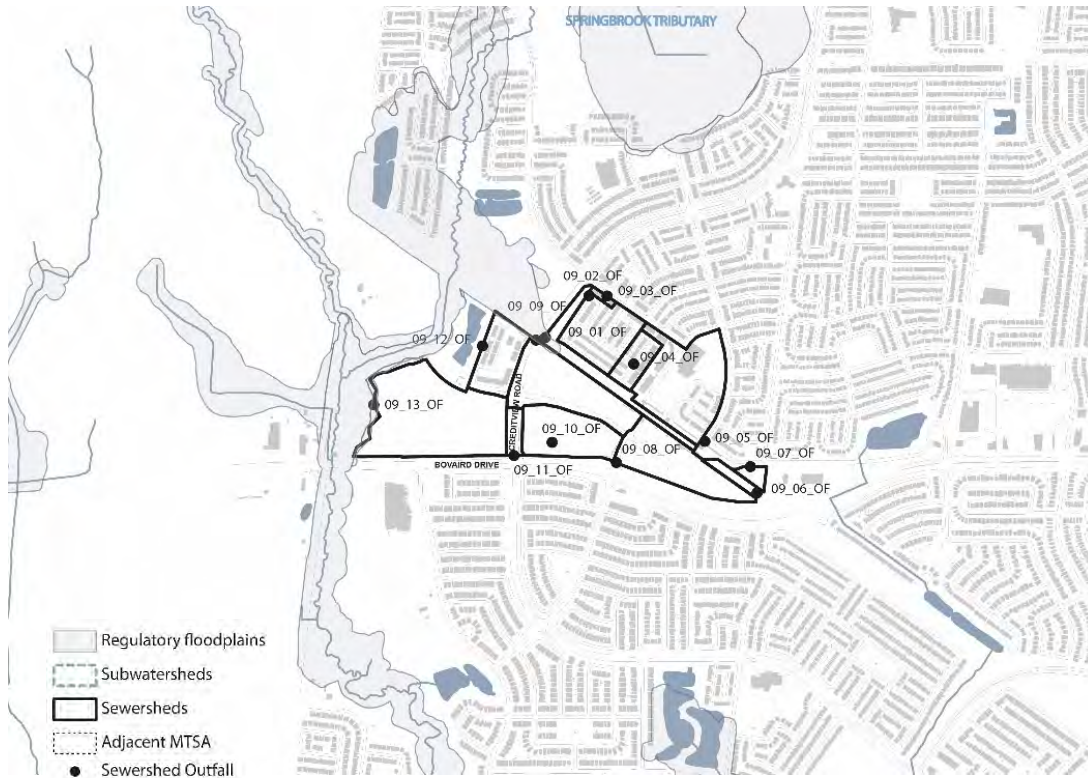 SPRINGBROOK TRIBUTARY
09_02_OF
09_03_OF
09_09_OF
09_01_OF
09_12_OF
09_04_OF
CREDITVIEW ROAD
09_13_OF
09_10_OF
09_05_OF
09_08_OF
09_07_OF
BOVAIRD DRIVE
09_11_OF
09_06_OF
Regulatory floodplains
Subwatersheds
Sewersheds
Adjacent MTSA
Sewershed Outfall